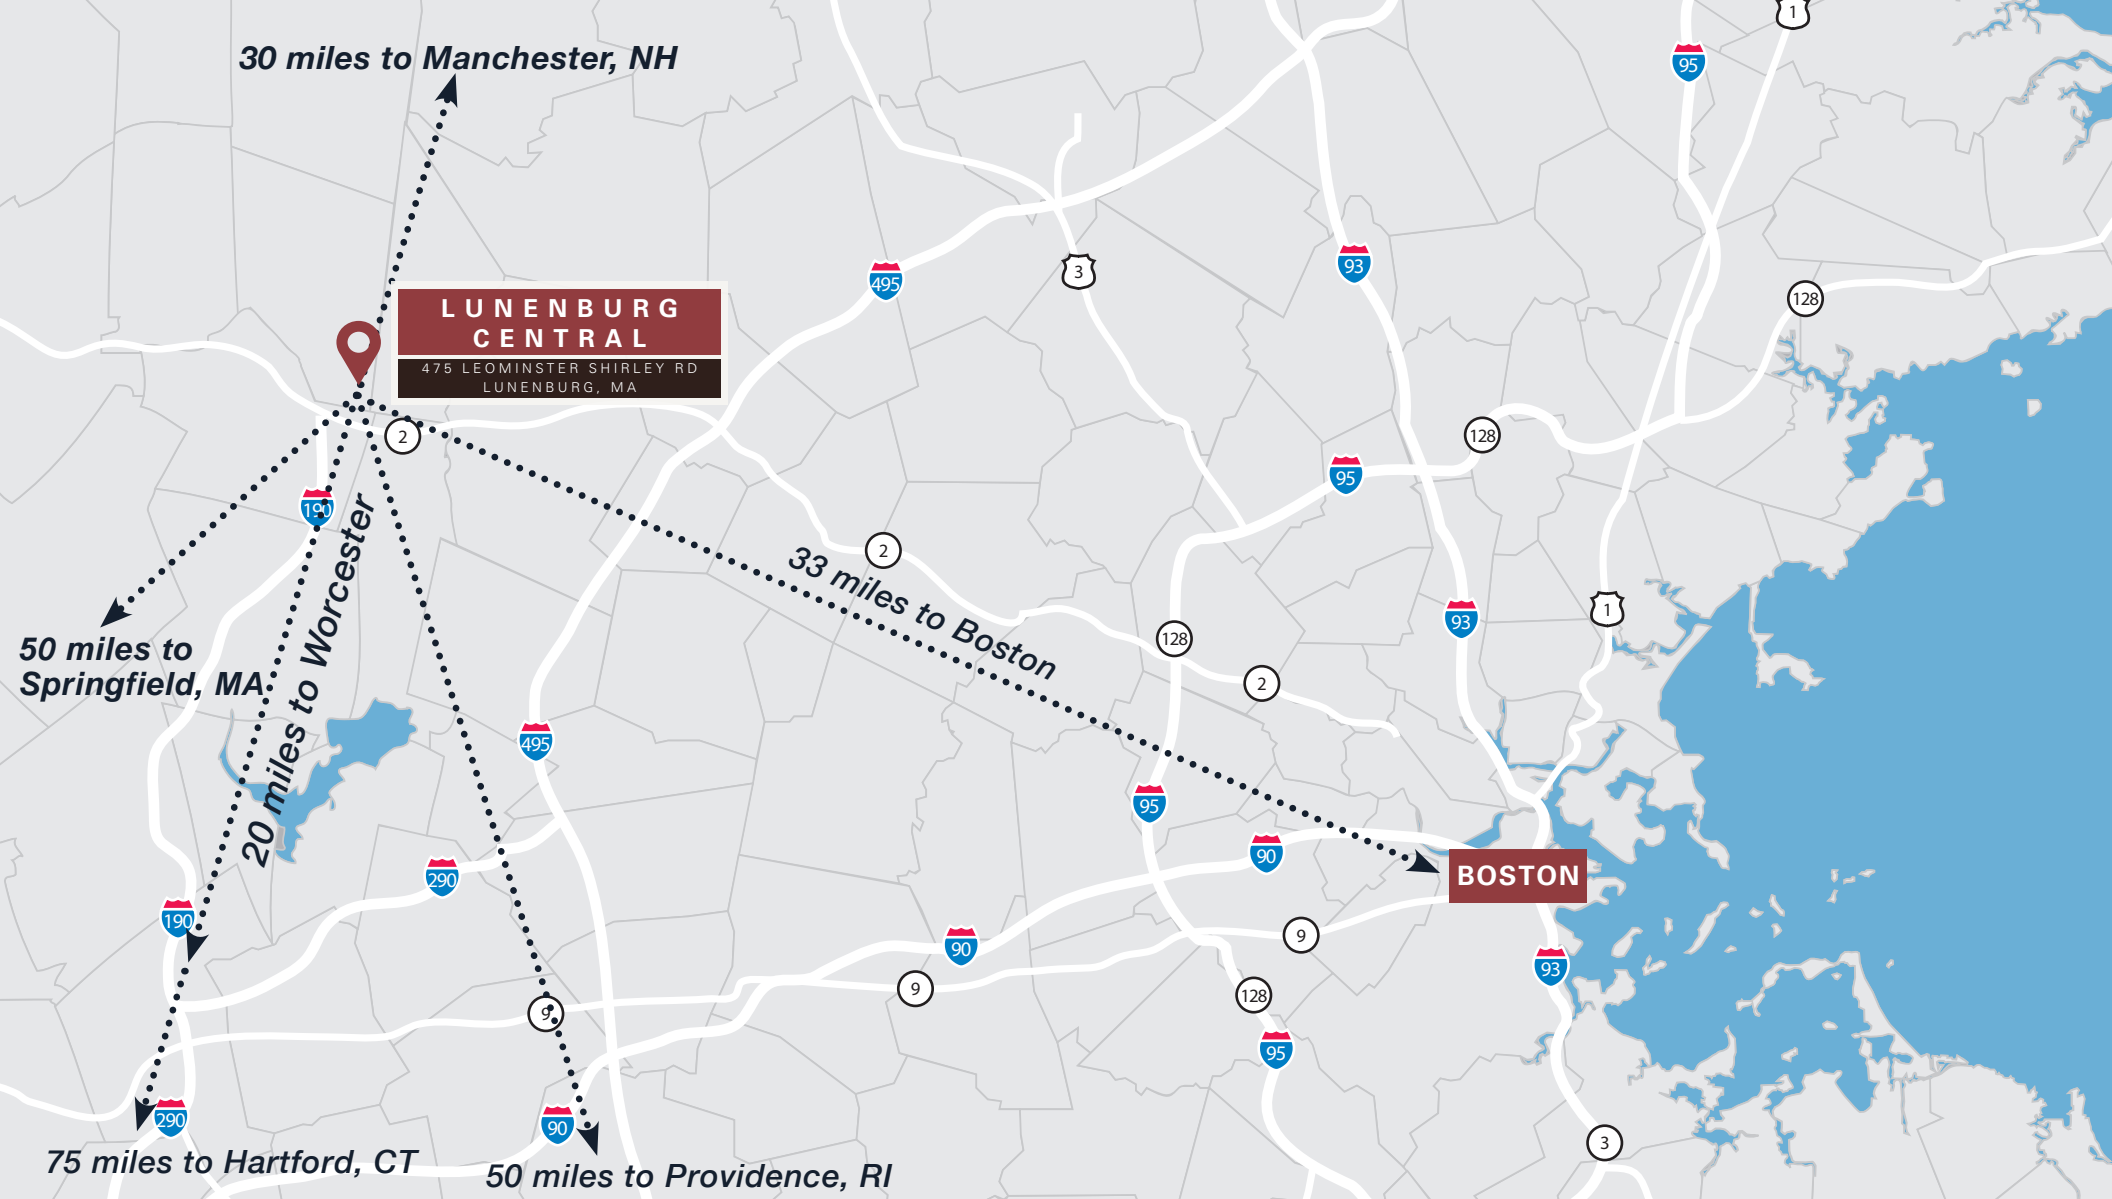 1
30 miles to Manchester, NH
95
93
3
495
128
LUNENBURG
CENTRAL
475 LEOMINSTER SHIRLEY RD
LUNENBURG, MA
2
128
95
190
2
33 miles to Boston
93
1
128
50 miles to
Springfield, MA
20 miles to Worcester
2
495
95
90
290
BOSTON
190
90
9
93
9
128
9
95
290
90
3
75 miles to Hartford, CT
50 miles to Providence, RI